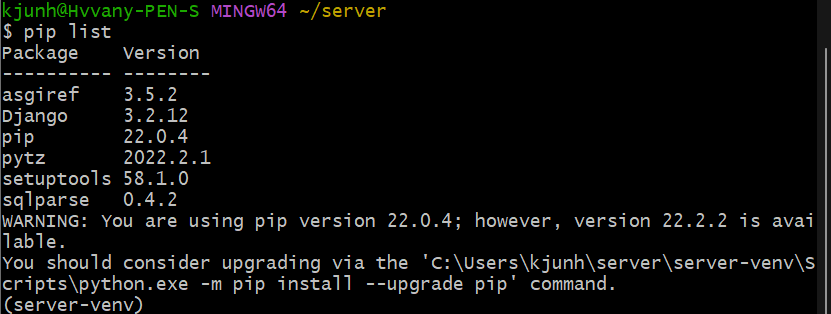 kjunh@Hvvany-PEN-S MINGW64 ~/server
$ pip list
Package    Version
---------- --------
asgiref    3.5.2
Django     3.2.12
pip        22.0.4
pytz       2022.2.1
setuptools 58.1.0
sqlparse   0.4.2
WARNING: You are using pip version 22.0.4; however, version 22.2.2 is avai
lable.
You should consider upgrading via the 'C:\Users\kjunh\server\server-venv\S
cripts\python.exe -m pip install --upgrade pip' command.
(server-venv)